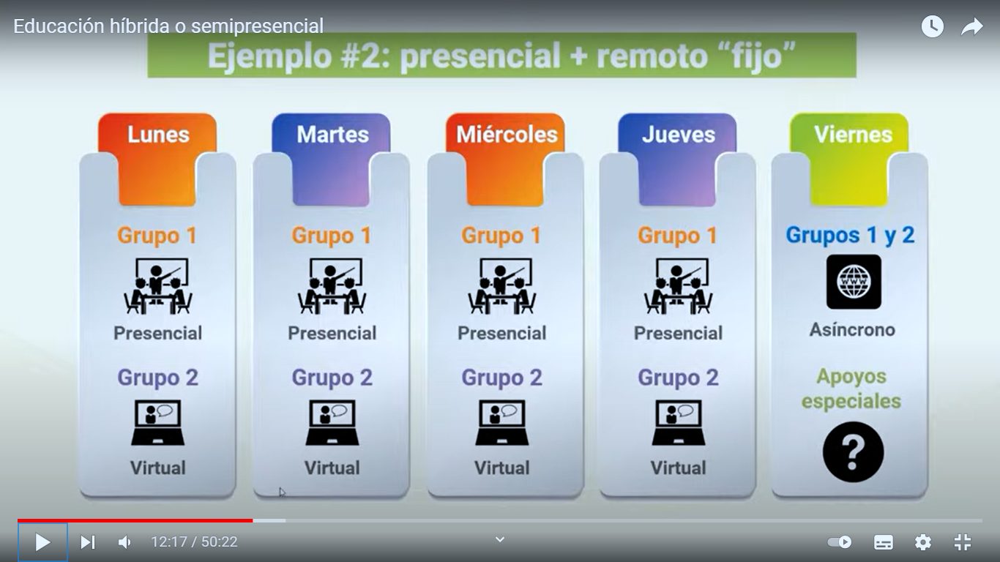 Educación híbrida o semipresencial
Ejemplo #2: presencial + remoto “fijo”
Lunes
Martes
Miércoles
Jueves
Viernes
Grupo 1
Grupo 1
Grupo 1
Grupo 1
Grupos 1 y 2
WWW
Presencial
Presencial
Presencial
Presencial
Asíncrono
Grupo 2
Grupo 2
Grupo 2
Grupo 2
Apoyos
especiales
?
Virtual
Virtual
Virtual
Virtual
12:17 / 50:22